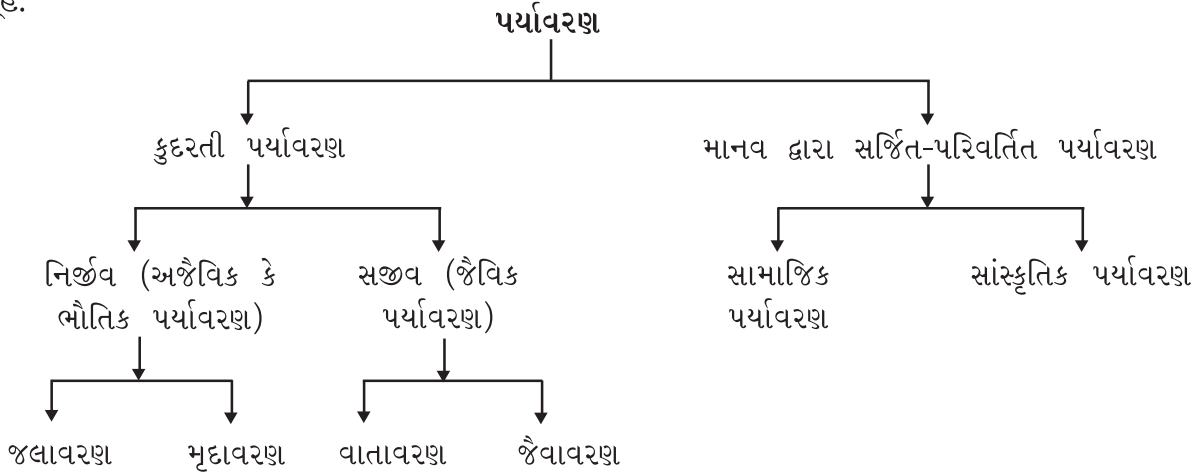 પર્યાવરણ
કુદરતી પર્યાવરણ
માનવ દ્વારા સર્જિત-પરિવર્તિત પર્યાવરણ
નિર્જીવ (અજૈવિક કે
ભૌતિક પર્યાવરણ)
સજીવ (જૈવિક
પર્યાવરણ)
સામાજિક
પર્યાવરણ
સાંસ્કૃતિક પર્યાવરણ
જલાવરણ
મૃદાવરણ
વાતાવરણ
જૈવાવરણ